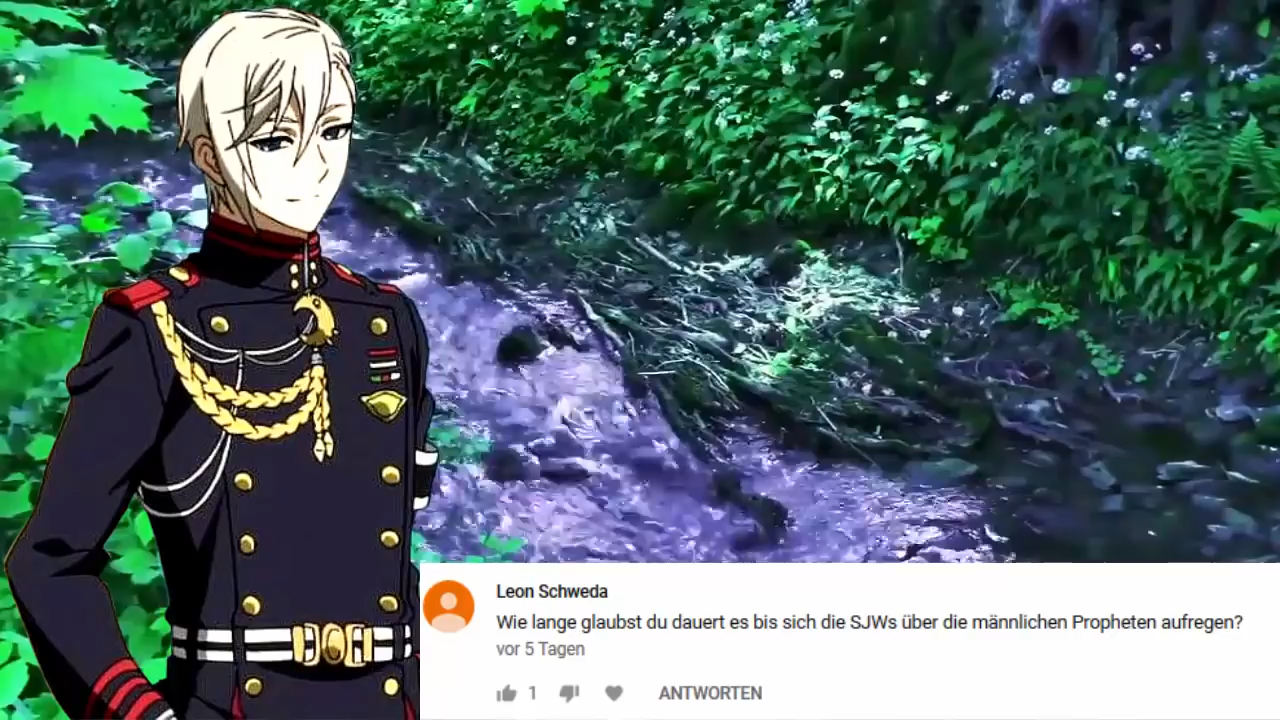 Leon Schweda
Wie lange glaubst du dauert es bis sich die SJWs über die männlichen Propheten aufregen?
vor 5 Tagen
1 ANTWORTEN